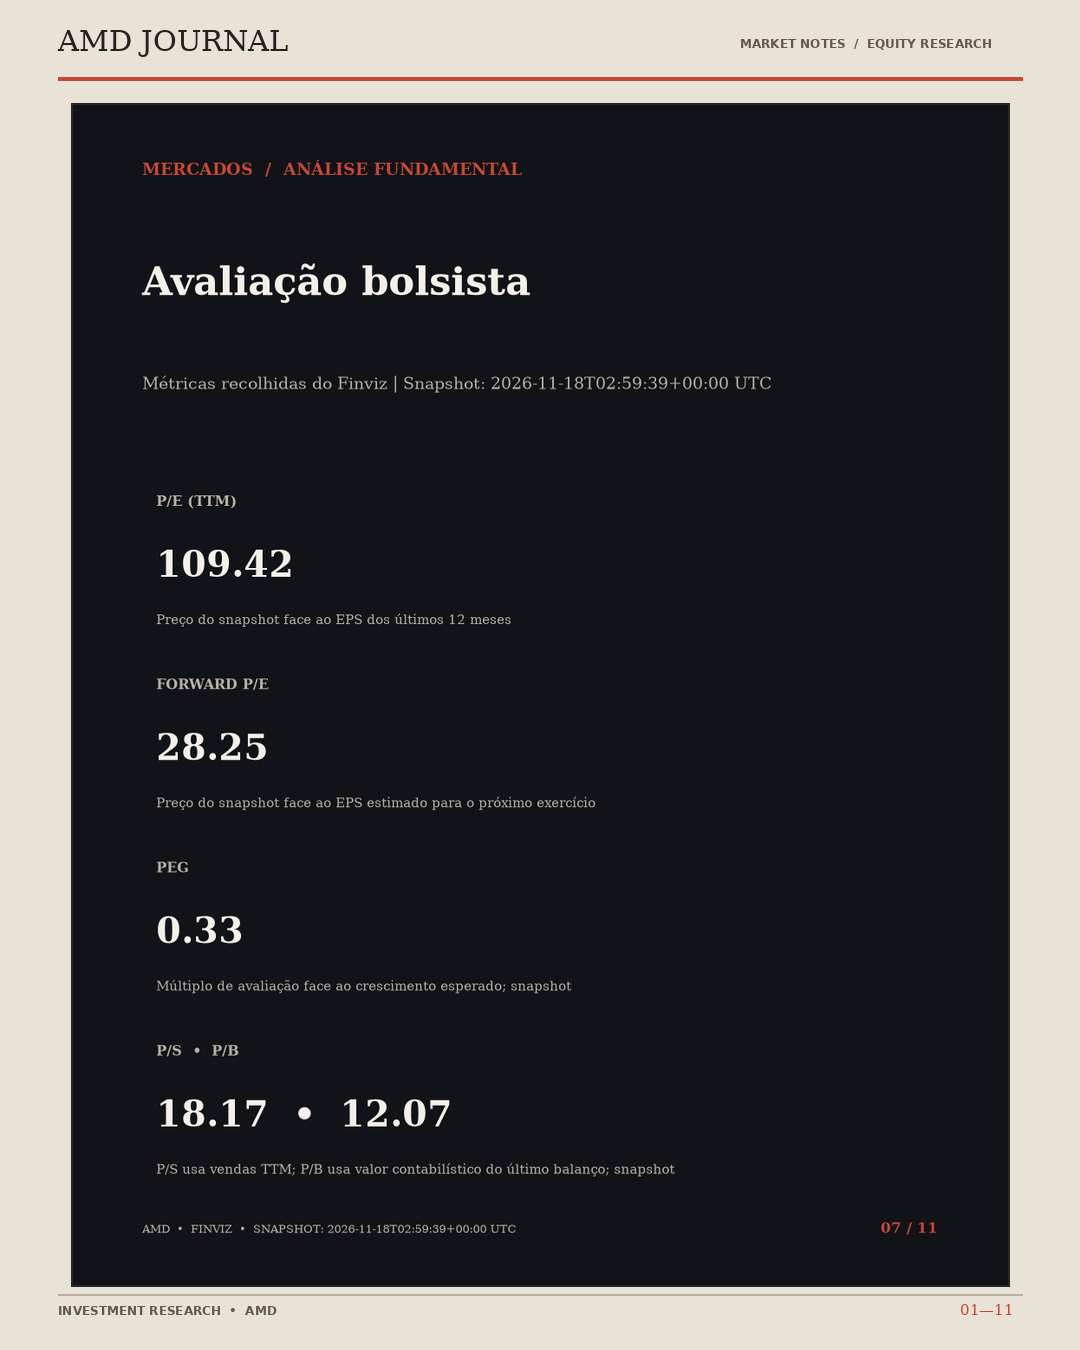 AMD JOURNAL
MARKET NOTES / EQUITY RESEARCH
MERCADOS / ANÁLISE FUNDAMENTAL
Avaliação bolsista
Métricas recolhidas do Finviz | Snapshot: 2026-11-18T02:59:39+00:00 UTC
P/E (TTM)
109.42
Preço do snapshot face ao EPS dos últimos 12 meses
FORWARD P/E
28.25
Preço do snapshot face ao EPS estimado para o próximo exercício
PEG
0.33
Múltiplo de avaliação face ao crescimento esperado; snapshot
P/S • P/B
18.17 • 12.07
P/S usa vendas TTM; P/B usa valor contabilístico do último balanço; snapshot
AMD • FINVIZ • SNAPSHOT: 2026-11-18T02:59:39+00:00 UTC
07 / 11
INVESTMENT RESEARCH • AMD
01—11